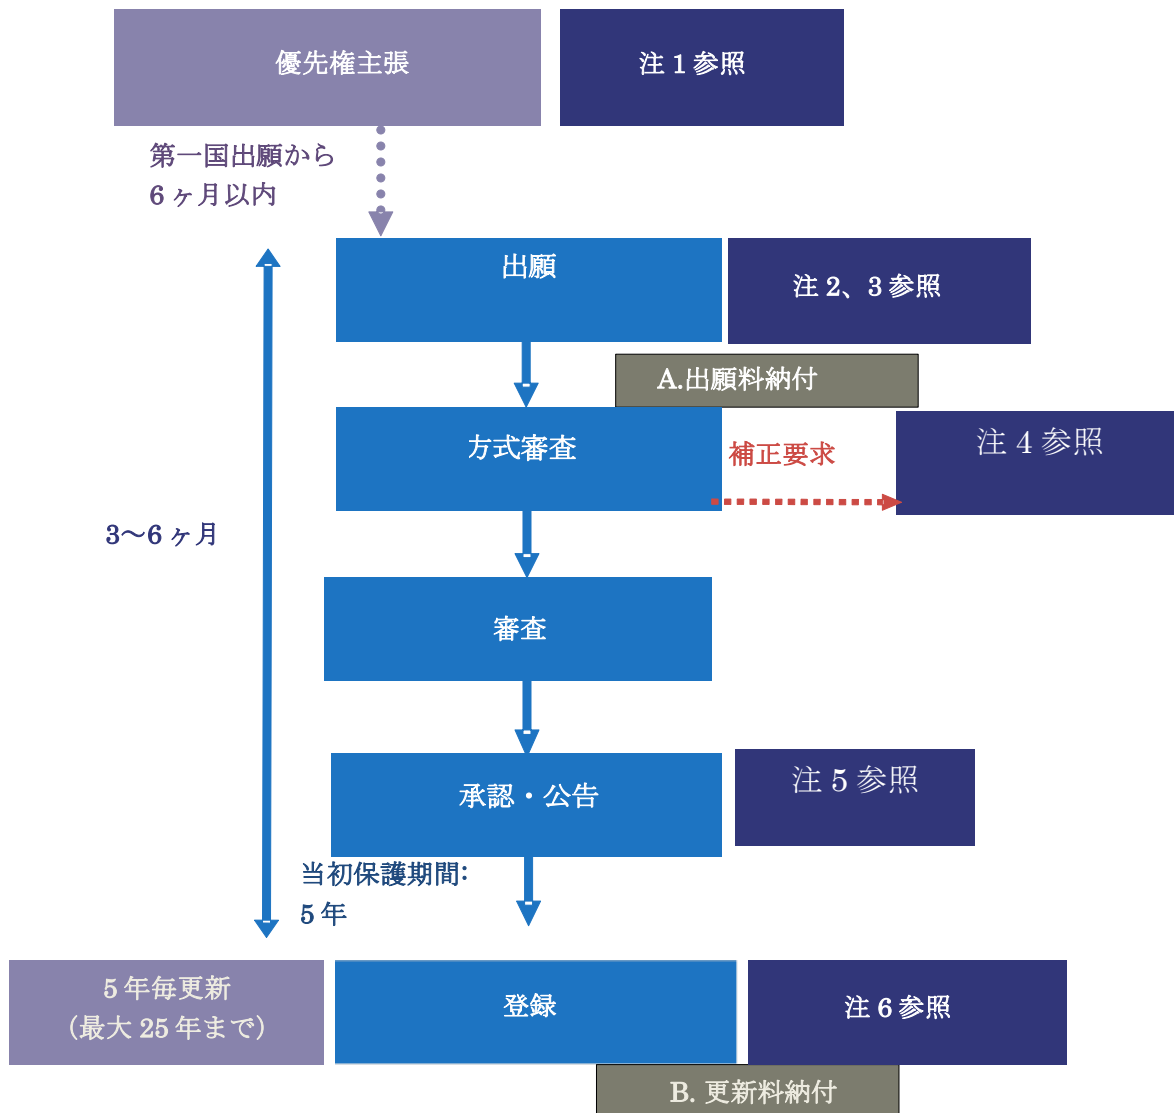 優先権主張
注 1 参照
第一国出願から
6 ヶ月以内
出願
注 2、3 参照
A.出願料納付
方式審査
補正要求
注 4 参照
3～6 ヶ月
審査
承認・公告
注 5 参照
当初保護期間:
5 年
5 年毎更新
（最大 25 年まで）
登録
注 6 参照
B. 更新料納付